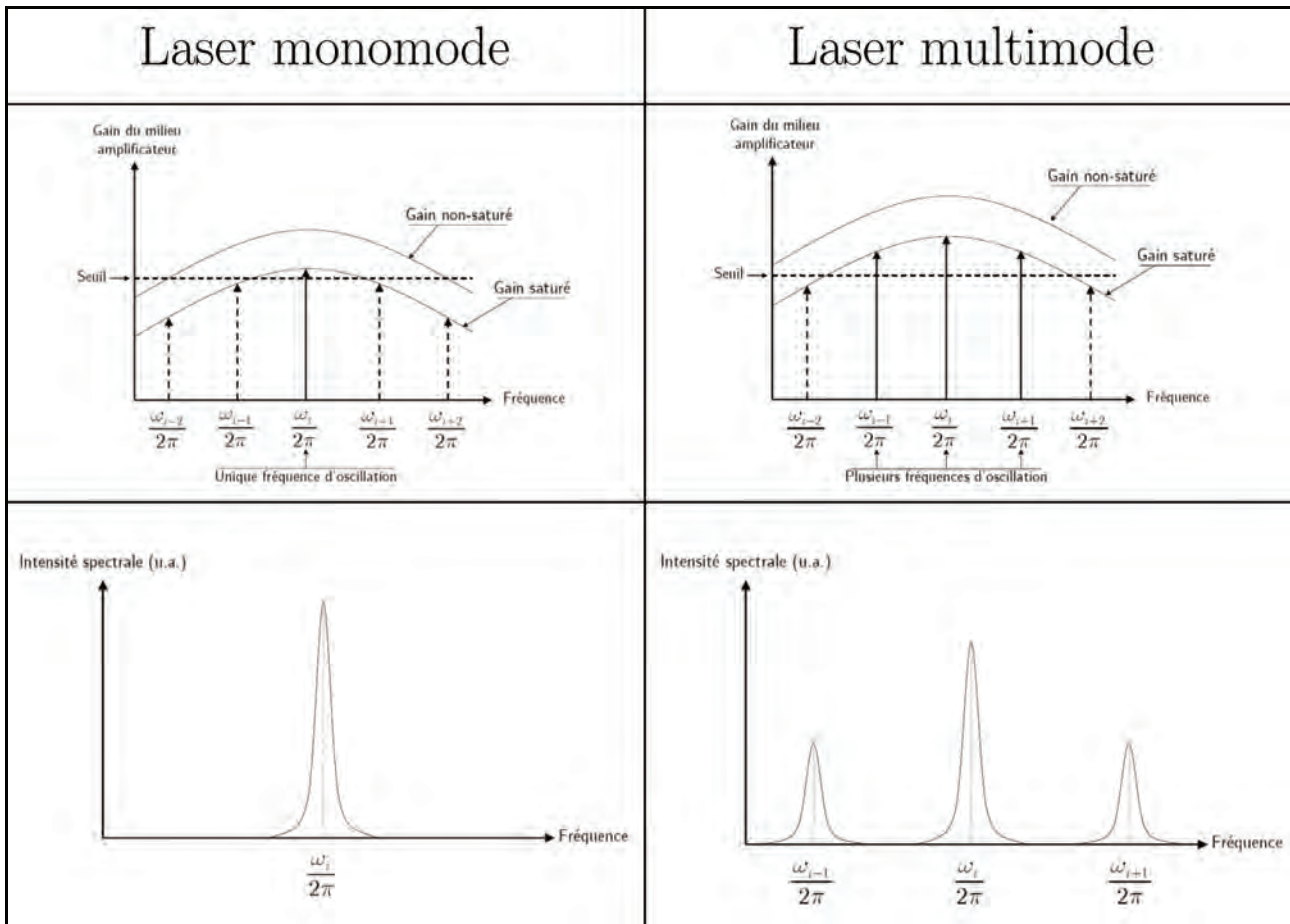 Laser monomode
Laser multimode
Gain du milieu
amplificateur
Gain non-saturé
Seuil
Gain saturé
Fréquence
ω_{i−2}/2π ω_{i−1}/2π ω_i/2π ω_{i+1}/2π ω_{i+2}/2π
Unique fréquence d'oscillation
Gain du milieu
amplificateur
Gain non-saturé
Gain saturé
Seuil
Fréquence
ω_{i−2}/2π ω_{i−1}/2π ω_i/2π ω_{i+1}/2π ω_{i+2}/2π
Plusieurs fréquences d'oscillation
Intensité spectrale (u.a.)
Fréquence
ω_i/2π
Intensité spectrale (u.a.)
Fréquence
ω_{i−1}/2π ω_i/2π ω_{i+1}/2π